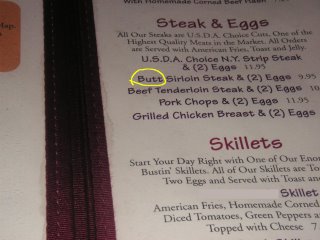 Map.
s
with Homemade Corned Beef Hash
Steak & Eggs
All Our Steaks are U.S.D.A. Choice Cuts. One of the
Highest Quality Meats in the Market. All Orders
are Served with American Fries, Toast and Jelly.
U.S.D.A. Choice N.Y. Strip Steak
& (2) Eggs 11.95
Butt Sirloin Steak & (2) Eggs 9.95
Beef Tenderloin Steak & (2) Eggs 10
Pork Chops & (2) Eggs 11.95
Grilled Chicken Breast & (2) Eggs
Skillets
Start Your Day Right with One of Our Enor
Bustin' Skillets. All of Our Skillets are To
Two Eggs and Served with Toast and
Skillet
American Fries, Homemade Corned
Diced Tomatoes, Green Peppers a
Topped with Cheese 7